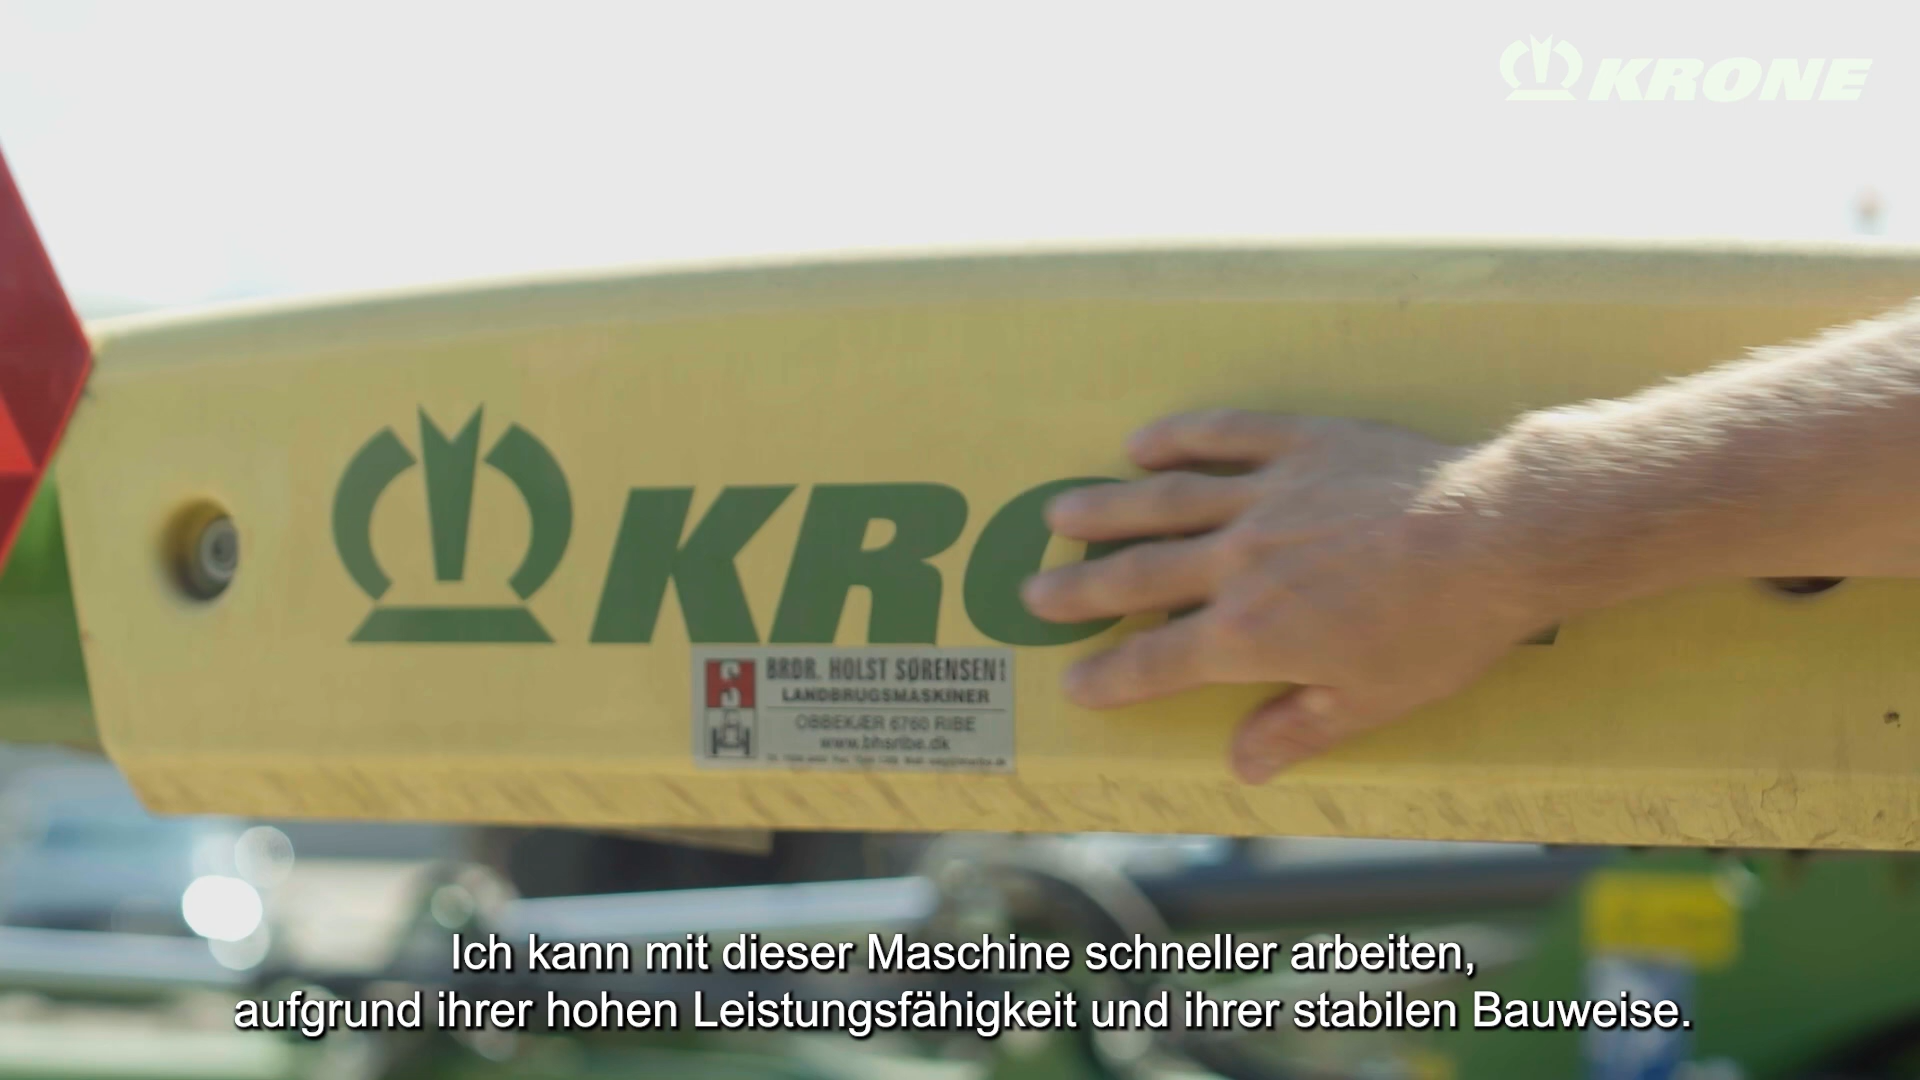 KRONE
KRO
BRDR. HOLST SØRENSEN
LANDBRUGSMASKINER
OBBEKÆR 6760 RIBE
www.bhsribe.dk
Ich kann mit dieser Maschine schneller arbeiten,
aufgrund ihrer hohen Leistungsfähigkeit und ihrer stabilen Bauweise.